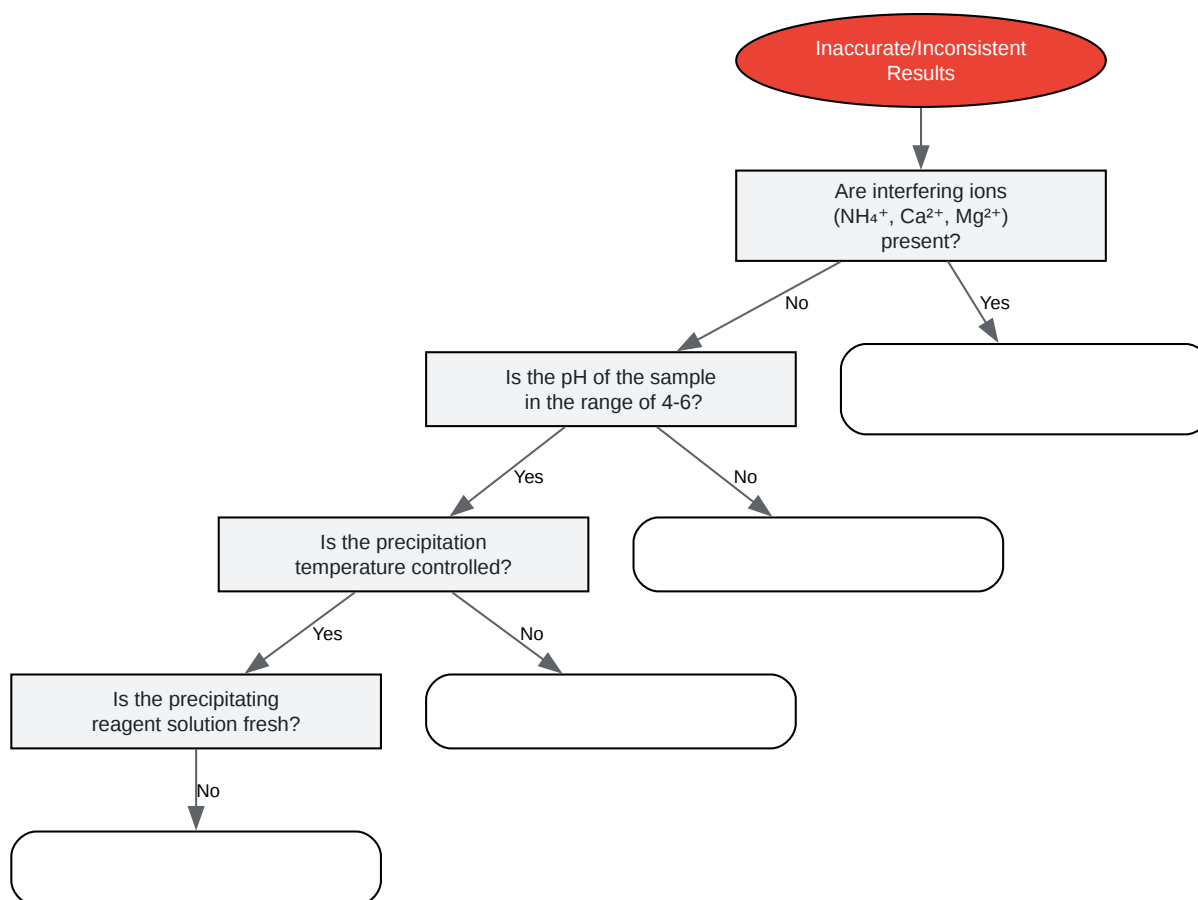 Inaccurate/Inconsistent
Results
Are interfering ions
(NH₄⁺, Ca²⁺, Mg²⁺)
present?
No
Yes
Is the pH of the sample
in the range of 4-6?
Yes
No
Is the precipitation
temperature controlled?
Yes
No
Is the precipitating
reagent solution fresh?
No